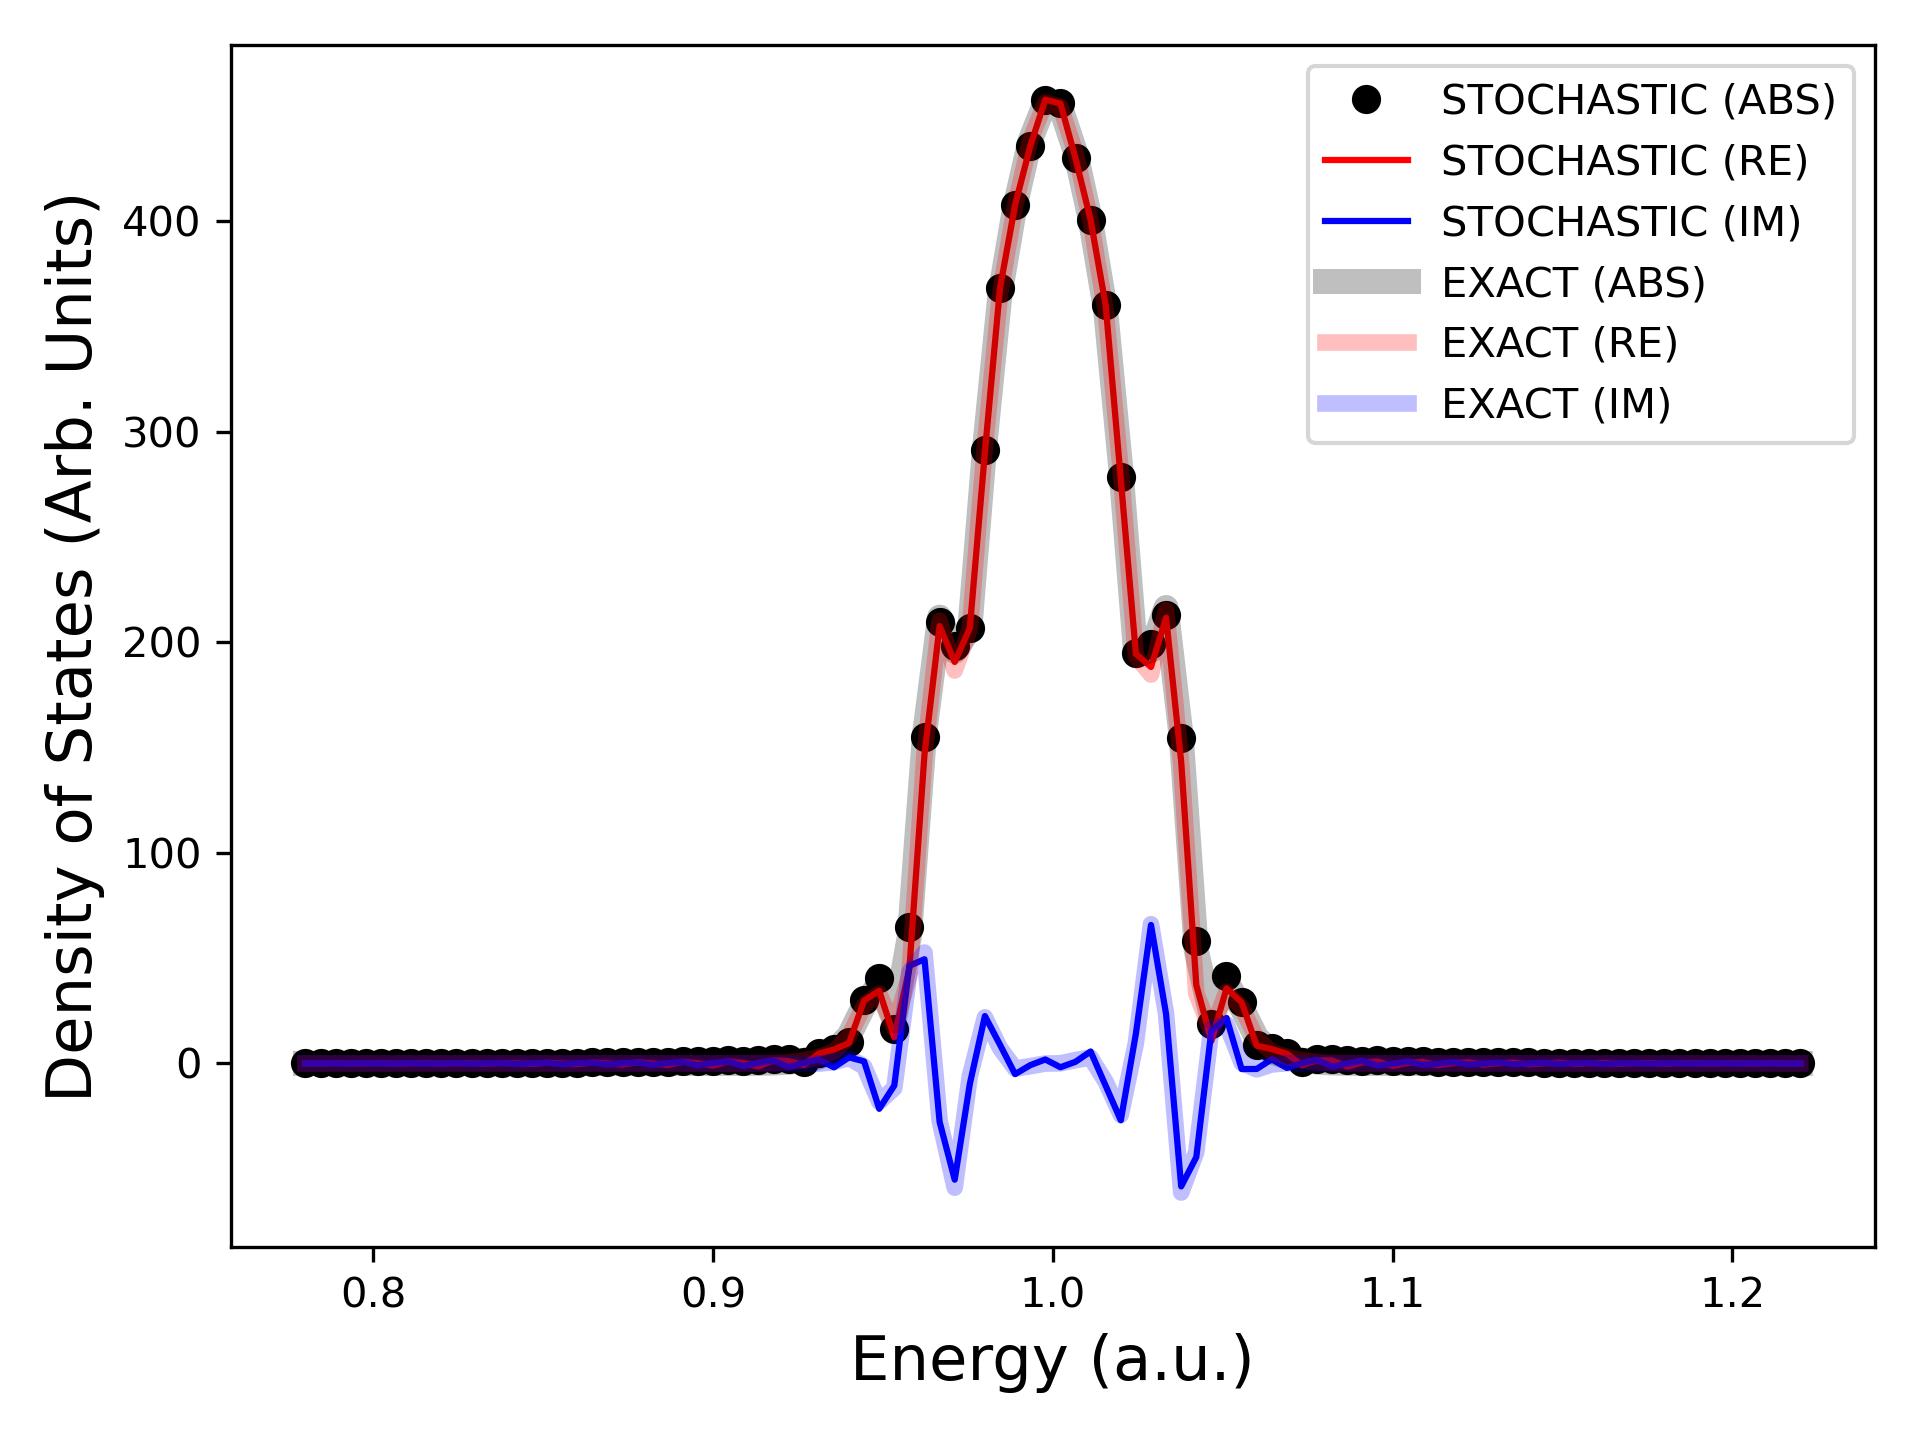 STOCHASTIC (ABS)
STOCHASTIC (RE)
STOCHASTIC (IM)
EXACT (ABS)
EXACT (RE)
EXACT (IM)
Density of States (Arb. Units)
400
300
200
100
0
0.8 0.9 1.0 1.1 1.2
Energy (a.u.)